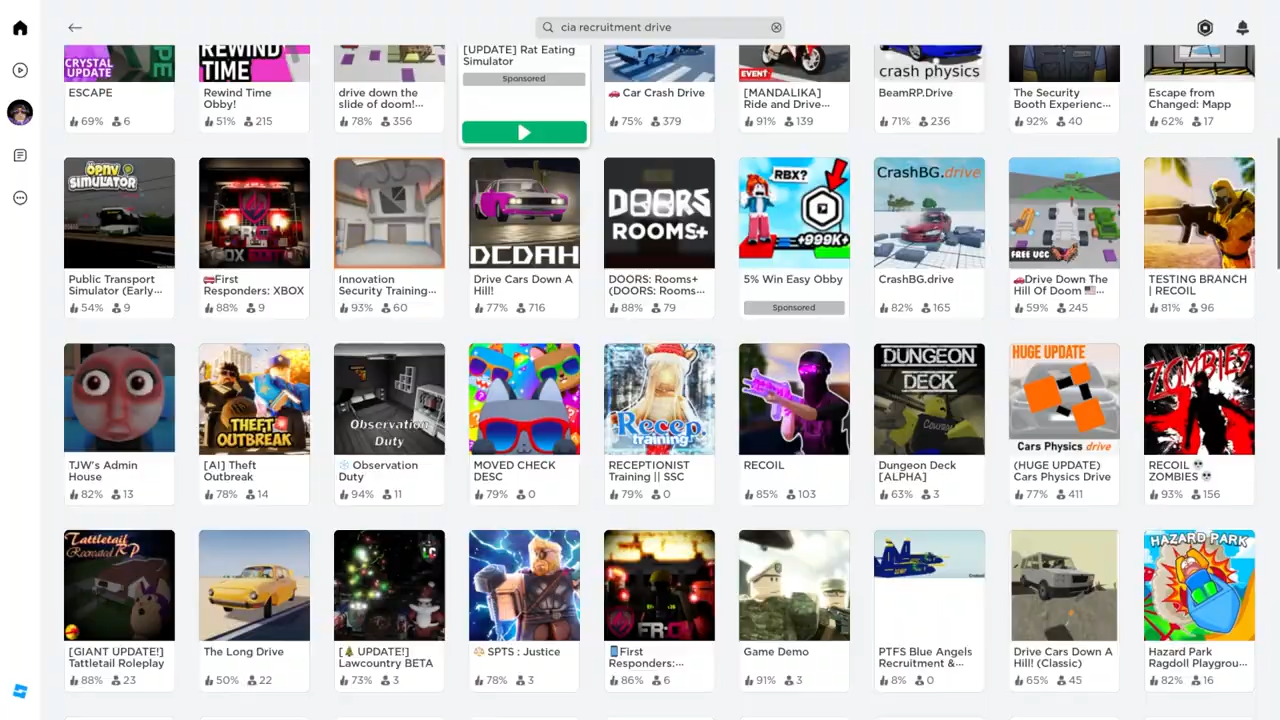 cia recruitment drive
CRYSTAL
UPDATE
PE
ESCAPE
69% 6
REWIND
TIME
Rewind Time
Obby!
51% 215
drive down the
slide of doom!...
78% 356
[UPDATE] Rat Eating
Simulator
Sponsored
🚗 Car Crash Drive
75% 379
EVENT
[MANDALIKA]
Ride and Drive...
91% 139
crash physics
BeamRP.Drive
71% 236
The Security
Booth Experienc...
92% 40
Escape from
Changed: Mapp
62% 17
ÖPNV
SIMULATOR
Public Transport
Simulator (Early...
54% 9
🚒First
Responders: XBOX
88% 9
Innovation
Security Training...
93% 60
DCDAH
Drive Cars Down A
Hill!
77% 716
DOORS
ROOMS+
DOORS: Rooms+
(DOORS: Rooms...
88% 79
RBX?
+999K+
5% Win Easy Obby
Sponsored
CrashBG.drive
CrashBG.drive
82% 165
FREE UCC
🚗Drive Down The
Hill Of Doom 🇺🇸...
59% 245
TESTING BRANCH
| RECOIL
81% 96
TJW's Admin
House
82% 13
THEFT
OUTBREAK
[AI] Theft
Outbreak
78% 14
Observation
Duty
❄️ Observation
Duty
94% 11
MOVED CHECK
DESC
79% 0
Recep.
training
RECEPTIONIST
Training || SSC
79% 0
RECOIL
85% 103
DUNGEON
DECK
Dungeon Deck
[ALPHA]
63% 3
HUGE UPDATE
Cars Physics drive
(HUGE UPDATE)
Cars Physics Drive
77% 411
ZOMBIES
RECOIL 💀
ZOMBIES 💀
93% 156
Tattletail
Recreated RP
[GIANT UPDATE!]
Tattletail Roleplay
88% 23
The Long Drive
50% 22
LC
[🎄 UPDATE!]
Lawcountry BETA
73% 3
⚖️ SPTS : Justice
78% 3
📱First
Responders:...
86% 6
Game Demo
91% 3
PTFS Blue Angels
Recruitment &...
8% 0
Drive Cars Down A
Hill! (Classic)
65% 45
HAZARD PARK
Hazard Park
Ragdoll Playgrou...
82% 16